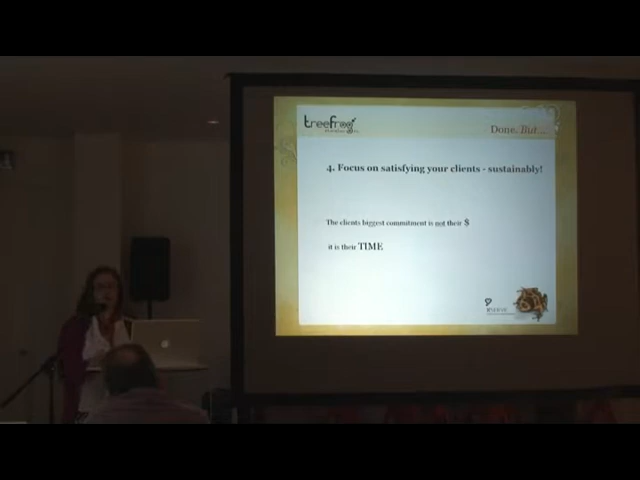 treefrog
Done. But ...
4. Focus on satisfying your clients - sustainably!
The clients biggest commitment is not their $
it is their TIME